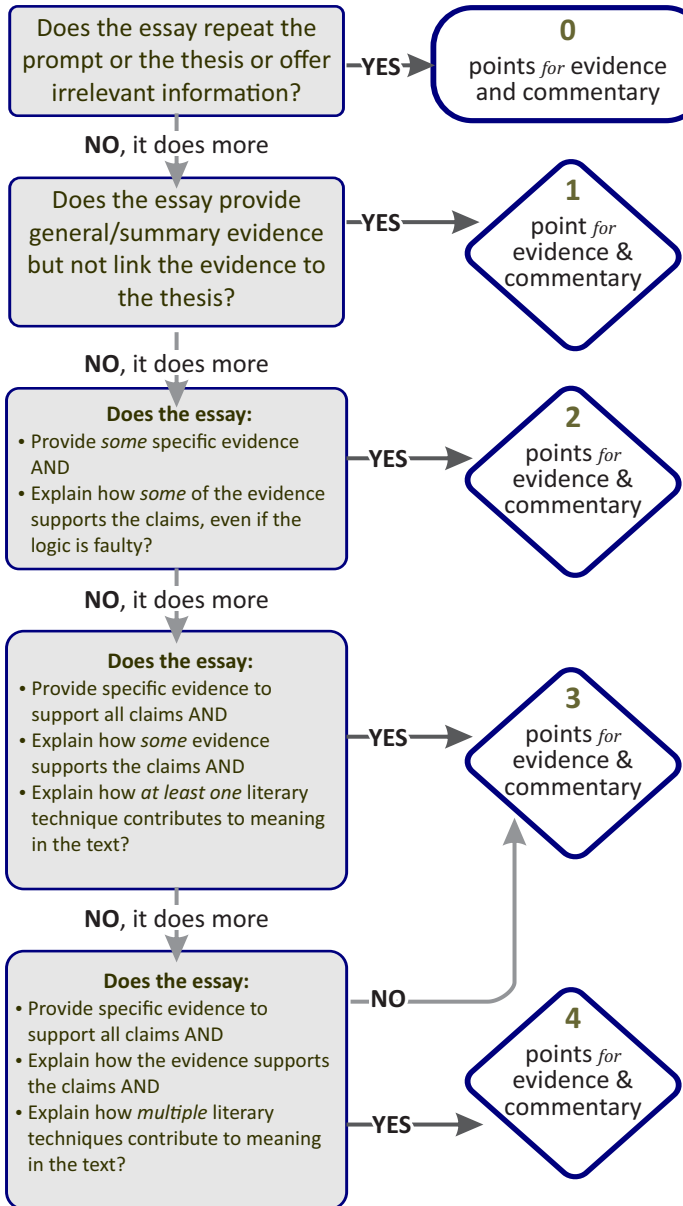 Does the essay repeat the
prompt or the thesis or offer
irrelevant information?
YES
0
points for evidence
and commentary
NO, it does more
Does the essay provide
general/summary evidence
but not link the evidence to
the thesis?
YES
1
point for
evidence &
commentary
NO, it does more
Does the essay:
• Provide some specific evidence
AND
• Explain how some of the evidence
supports the claims, even if the
logic is faulty?
YES
2
points for
evidence &
commentary
NO, it does more
Does the essay:
• Provide specific evidence to
support all claims AND
• Explain how some evidence
supports the claims AND
• Explain how at least one literary
technique contributes to meaning
in the text?
YES
3
points for
evidence &
commentary
NO, it does more
Does the essay:
• Provide specific evidence to
support all claims AND
• Explain how the evidence supports
the claims AND
• Explain how multiple literary
techniques contribute to meaning
in the text?
NO
YES
4
points for
evidence &
commentary